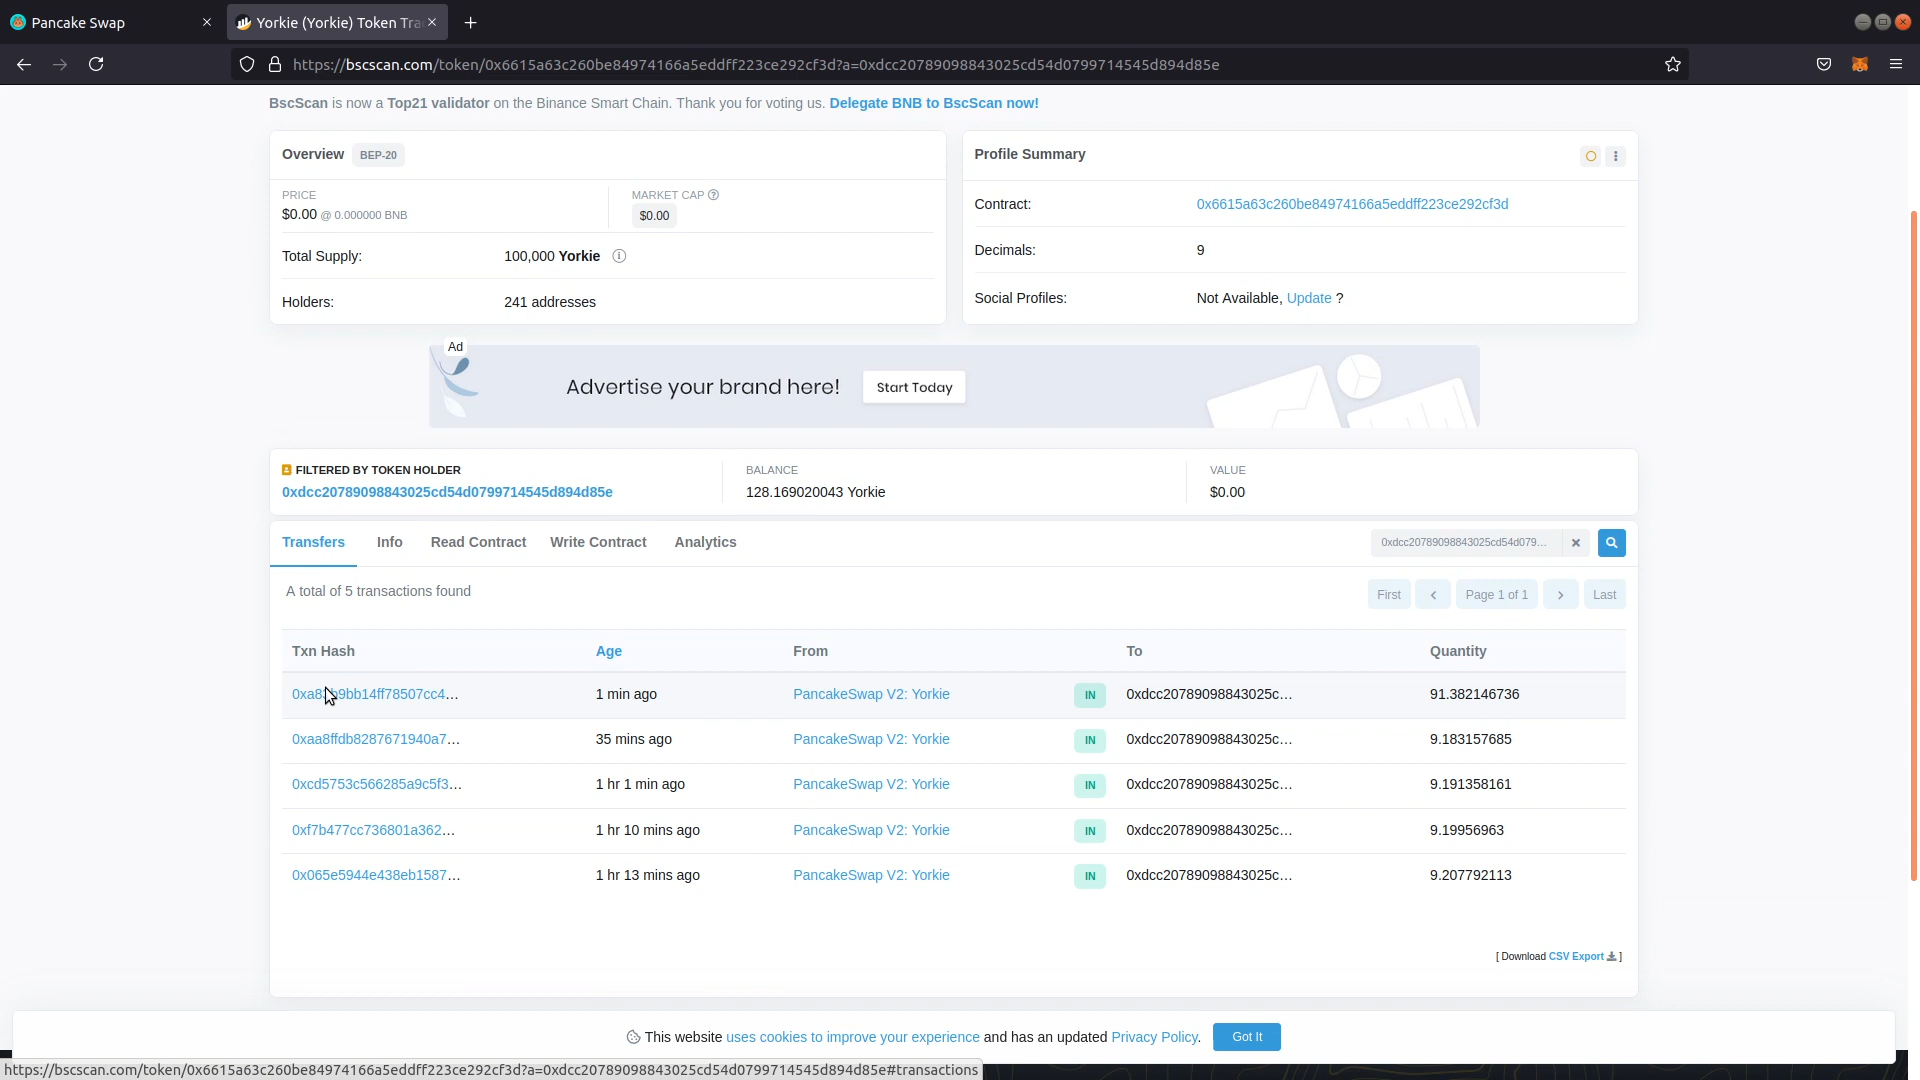 Pancake Swap
Yorkie (Yorkie) Token Tra
https://bscscan.com/token/0x6615a63c260be84974166a5eddff223ce292cf3d?a=0xdcc20789098843025cd54d0799714545d894d85e
BscScan is now a Top21 validator on the Binance Smart Chain. Thank you for voting us. Delegate BNB to BscScan now!
Overview BEP-20
PRICE
$0.00 @ 0.000000 BNB
MARKET CAP
$0.00
Total Supply: 100,000 Yorkie
Holders: 241 addresses
Profile Summary
Contract: 0x6615a63c260be84974166a5eddff223ce292cf3d
Decimals: 9
Social Profiles: Not Available, Update ?
Ad
Advertise your brand here! Start Today
FILTERED BY TOKEN HOLDER
0xdcc20789098843025cd54d0799714545d894d85e
BALANCE
128.169020043 Yorkie
VALUE
$0.00
Transfers Info Read Contract Write Contract Analytics 0xdcc20789098843025cd54d079...
A total of 5 transactions found First Page 1 of 1 Last
Txn Hash Age From To Quantity
1 min ago PancakeSwap V2: Yorkie IN 0xdcc20789098843025c... 91.382146736
0xaa8ffdb8287671940a7... 35 mins ago PancakeSwap V2: Yorkie IN 0xdcc20789098843025c... 9.183157685
0xcd5753c566285a9c5f3... 1 hr 1 min ago PancakeSwap V2: Yorkie IN 0xdcc20789098843025c... 9.191358161
0xf7b477cc736801a362... 1 hr 10 mins ago PancakeSwap V2: Yorkie IN 0xdcc20789098843025c... 9.19956963
0x065e5944e438eb1587... 1 hr 13 mins ago PancakeSwap V2: Yorkie IN 0xdcc20789098843025c... 9.207792113
[ Download CSV Export ]
This website uses cookies to improve your experience and has an updated Privacy Policy. Got It
https://bscscan.com/token/0x6615a63c260be84974166a5eddff223ce292cf3d?a=0xdcc20789098843025cd54d0799714545d894d85e#transactions